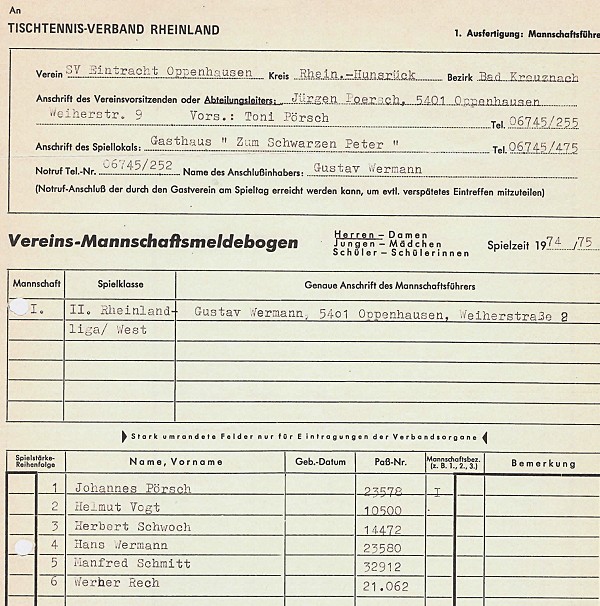 An
TISCHTENNIS-VERBAND RHEINLAND
1. Ausfertigung: Mannschaftsführe
Verein SV Eintracht Oppenhausen Kreis Rhein.-Hunsrück Bezirk Bad Kreuznach
Anschrift des Vereinsvorsitzenden oder Abteilungsleiters: Jürgen Poersch, 5401 Oppenhausen
Weiherstr. 9 Vors.: Toni Pörsch Tel. 06745/255
Anschrift des Spiellokals: Gasthaus " Zum Schwarzen Peter " Tel. 06745/475
Notruf Tel.-Nr. 06745/252 Name des Anschlußinhabers: Gustav Wermann
(Notruf-Anschluß der durch den Gastverein am Spieltag erreicht werden kann, um evtl. verspätetes Eintreffen mitzuteilen)
Vereins-Mannschaftsmeldebogen
Herren – Damen
Jungen – Mädchen
Schüler – Schülerinnen
Spielzeit 1974 /75
Mannschaft Spielklasse Genaue Anschrift des Mannschaftsführers
I. II. Rheinland- Gustav Wermann, 54o1 Oppenhausen, Weiherstraße 2
liga/ West
Stark umrandete Felder nur für Eintragungen der Verbandsorgane
Spielstärke-Reihenfolge Name, Vorname Geb.-Datum Paß-Nr. Mannschaftsbez. (z. B. 1., 2., 3.) Bemerkung
1 Johannes Pörsch 23578 I
2 Helmut Vogt 10500
3 Herbert Schwoch 14472
4 Hans Wermann 23580
5 Manfred Schmitt 32912
6 Werner Rech 21.062